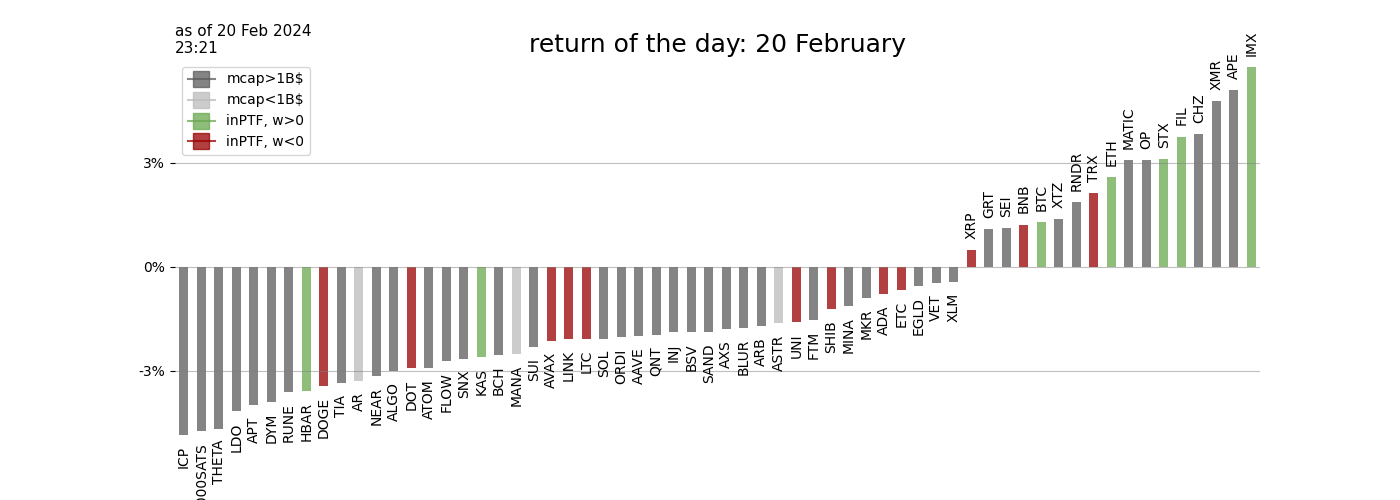 as of 20 Feb 2024
23:21
return of the day: 20 February
mcap>1B$
mcap<1B$
inPTF, w>0
inPTF, w<0
3%
0%
-3%
ICP
000SATS
THETA
LDO
APT
DYM
RUNE
HBAR
DOGE
TIA
AR
NEAR
ALGO
DOT
ATOM
FLOW
SNX
KAS
BCH
MANA
SUI
AVAX
LINK
LTC
SOL
ORDI
AAVE
QNT
INJ
BSV
SAND
AXS
BLUR
ARB
ASTR
UNI
FTM
SHIB
MINA
MKR
ADA
ETC
EGLD
VET
XLM
XRP
GRT
SEI
BNB
BTC
XTZ
RNDR
TRX
ETH
MATIC
OP
STX
FIL
CHZ
XMR
APE
IMX